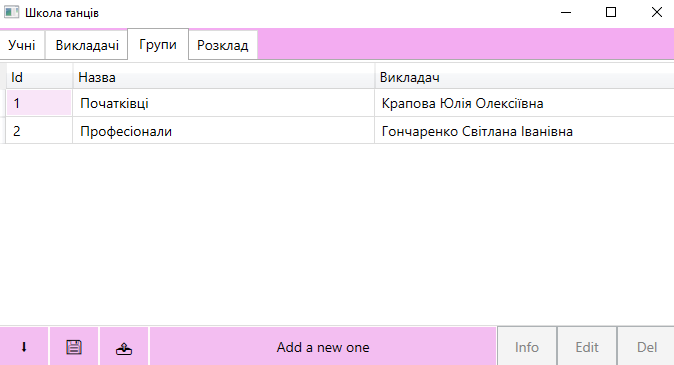 Школа танців
Учні Викладачі Групи Розклад
Id Назва Викладач
1 Початківці Крапова Юлія Олексіївна
2 Професіонали Гончаренко Світлана Іванівна
Add a new one Info Edit Del